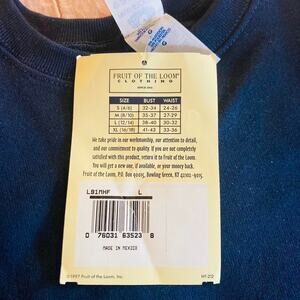 FRUIT OF THE LOOM®
CLOTHING
SIZE BUST WAIST
S (4/6) 32-34 24-26
M (8/10) 35-37 27-29
L (12/14) 38-40 30-32
XL (16/18) 41-43 33-36
We take pride in our workmanship, our attention to detail,
and our commitment to quality. If you are not completely
satisfied with this product, return it to Fruit of the Loom.
You will get a new one, if available, or we'll buy it back.
Fruit of the Loom, P.O. Box 90015, Bowling Green, KY 42102-9015.
L91MHF L
0 76031 63523 8
MADE IN MEXICO
©1997 Fruit of the Loom, Inc.